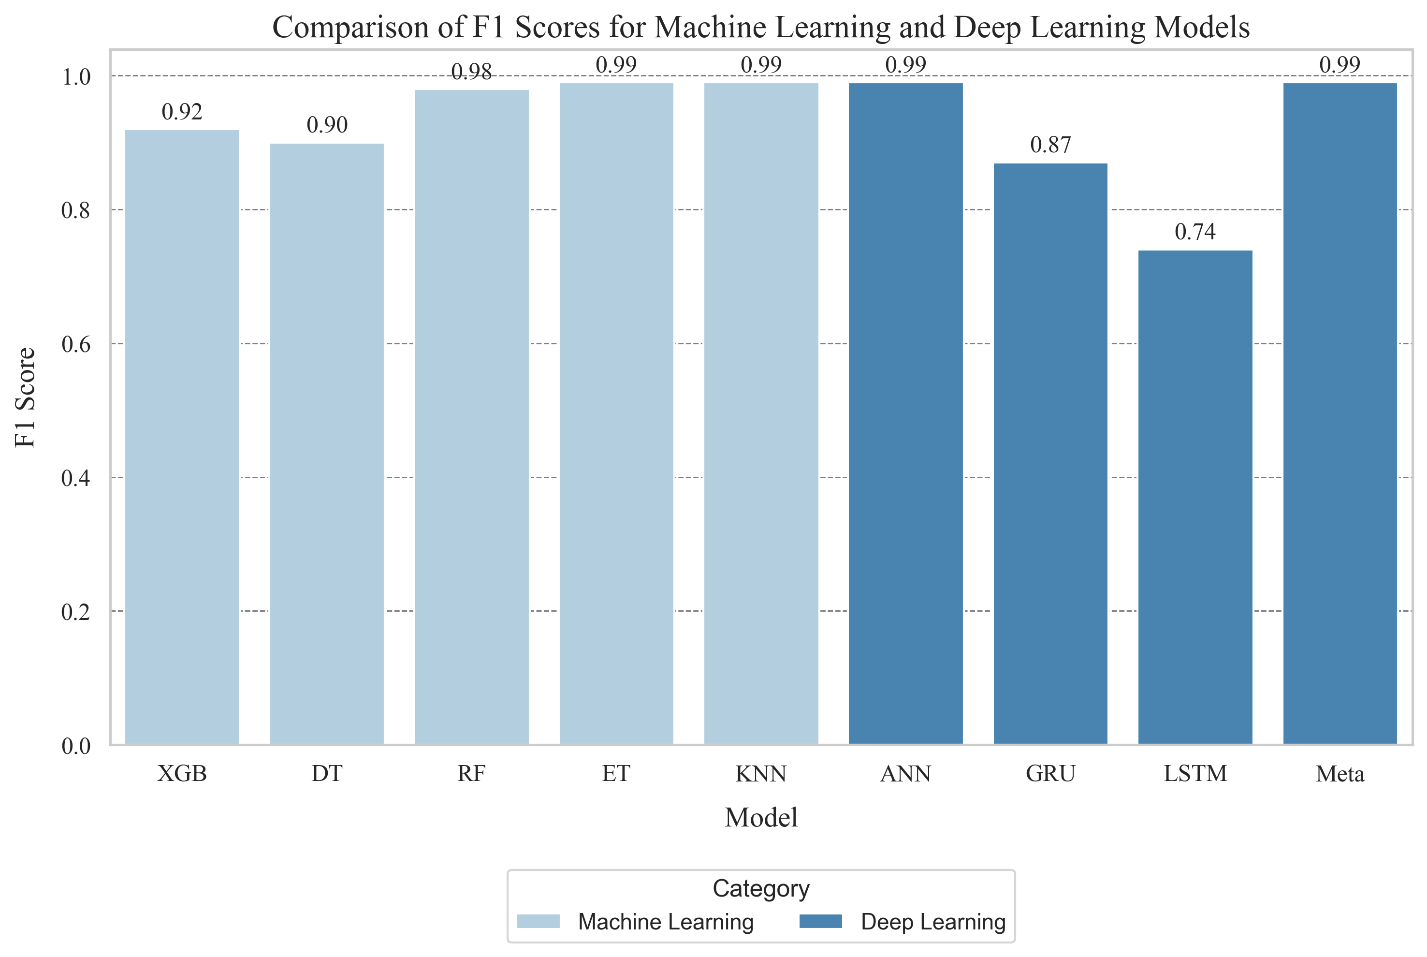 Comparison of F1 Scores for Machine Learning and Deep Learning Models
F1 Score
1.0
0.8
0.6
0.4
0.2
0.0
0.92
0.90
0.98
0.99
0.99
0.99
0.87
0.74
0.99
XGB DT RF ET KNN ANN GRU LSTM Meta
Model
Category
Machine Learning Deep Learning